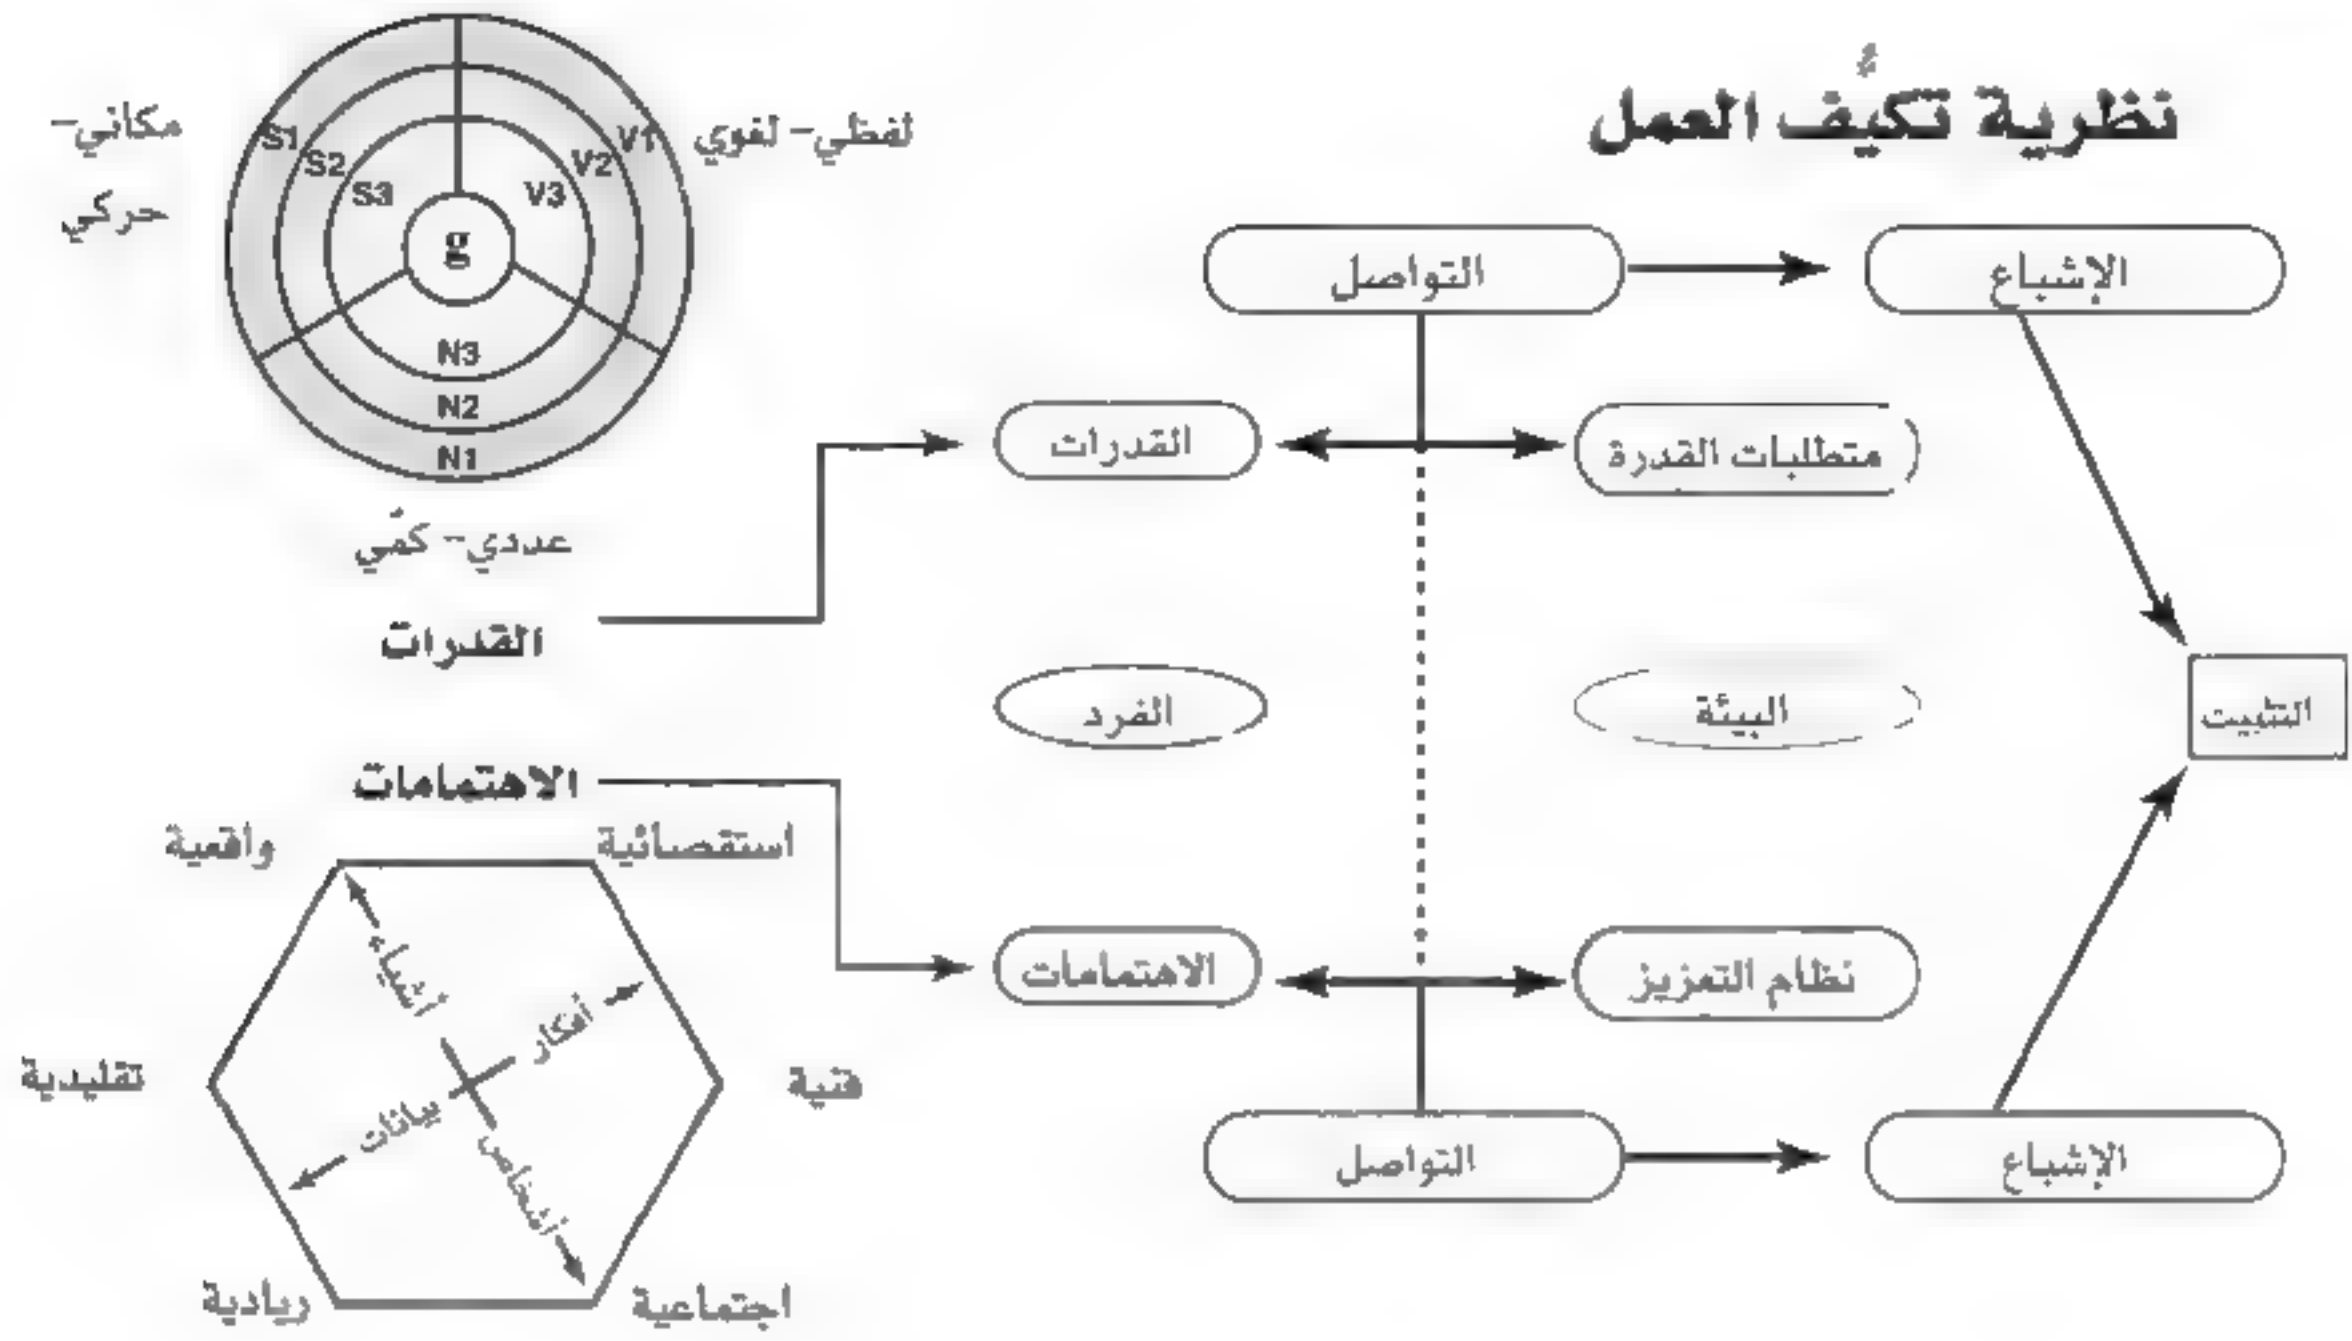 نظرية تكيف العمل
لفظي- لغوي
مكاني-
حركي
S1
S2
S3
V1
V2
V3
g
N3
N2
N1
عددي- كمّي
القدرات
التواصل
الإشباع
القدرات
متطلبات القدرة
الفرد
البيئة
التثبيت
الاهتمامات
استقصائية
واقعية
أشياء
أفكار
بيانات
أشخاص
فنية
تقليدية
اجتماعية
ريادية
الاهتمامات
نظام التعزيز
التواصل
الإشباع